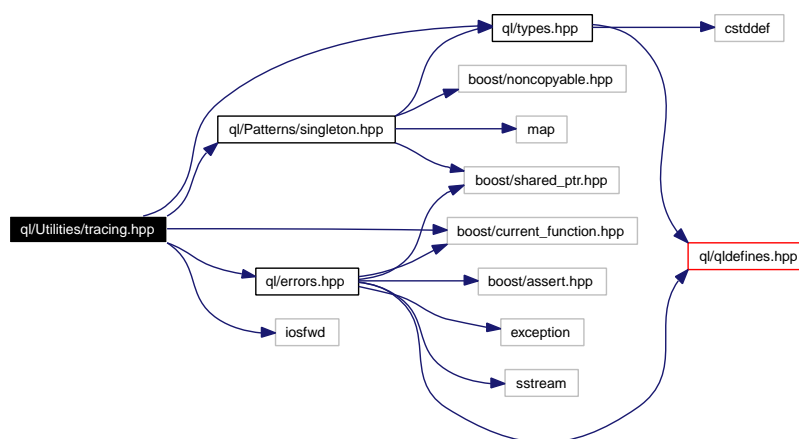 ql/types.hpp
cstddef
boost/noncopyable.hpp
ql/Patterns/singleton.hpp
map
boost/shared_ptr.hpp
ql/Utilities/tracing.hpp
boost/current_function.hpp
ql/qldefines.hpp
ql/errors.hpp
boost/assert.hpp
iosfwd
exception
sstream